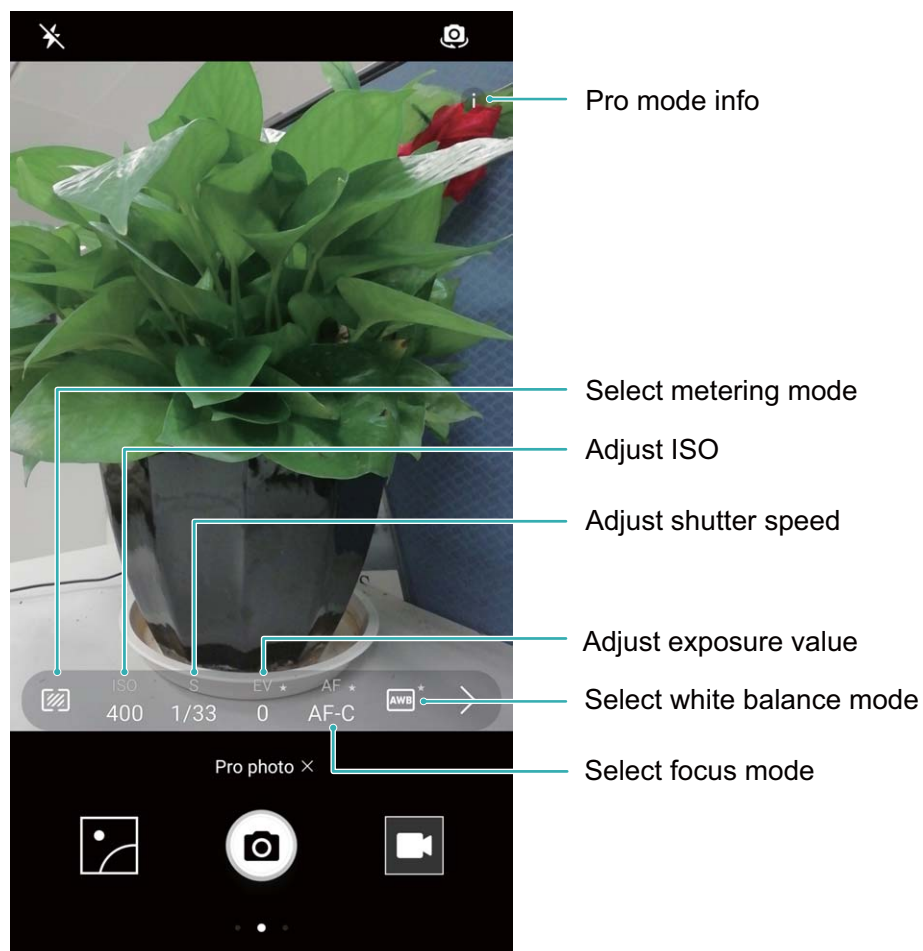 i
Pro mode info
Select metering mode
Adjust ISO
Adjust shutter speed
Adjust exposure value
ISO S EV ★ AF ★
AWB ★
400 1/33 0 AF-C
Select white balance mode
Pro photo ×
Select focus mode